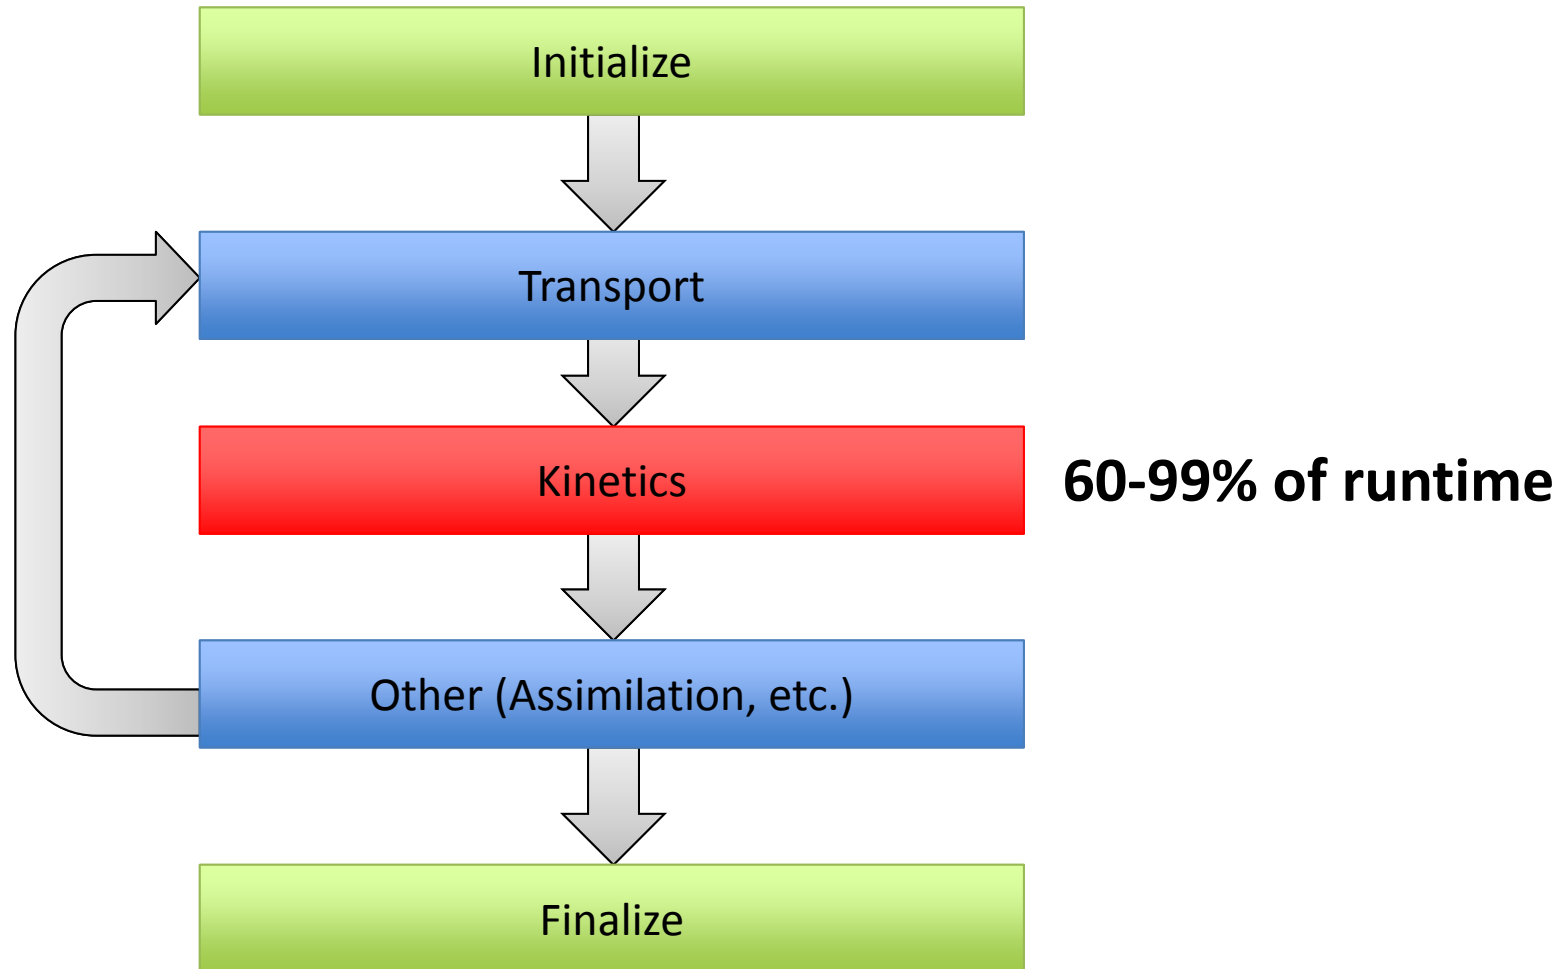 Initialize
Transport
Kinetics
60-99% of runtime
Other (Assimilation, etc.)
Finalize